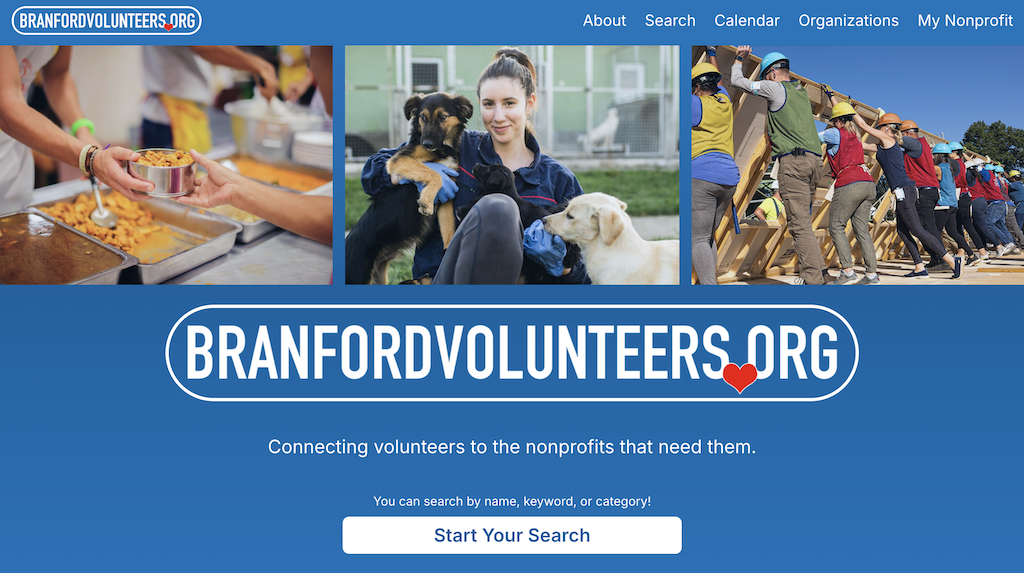 BRANFORDVOLUNTEERS.ORG
About Search Calendar Organizations My Nonprofit
BRANFORDVOLUNTEERS.ORG
Connecting volunteers to the nonprofits that need them.
You can search by name, keyword, or category!
Start Your Search